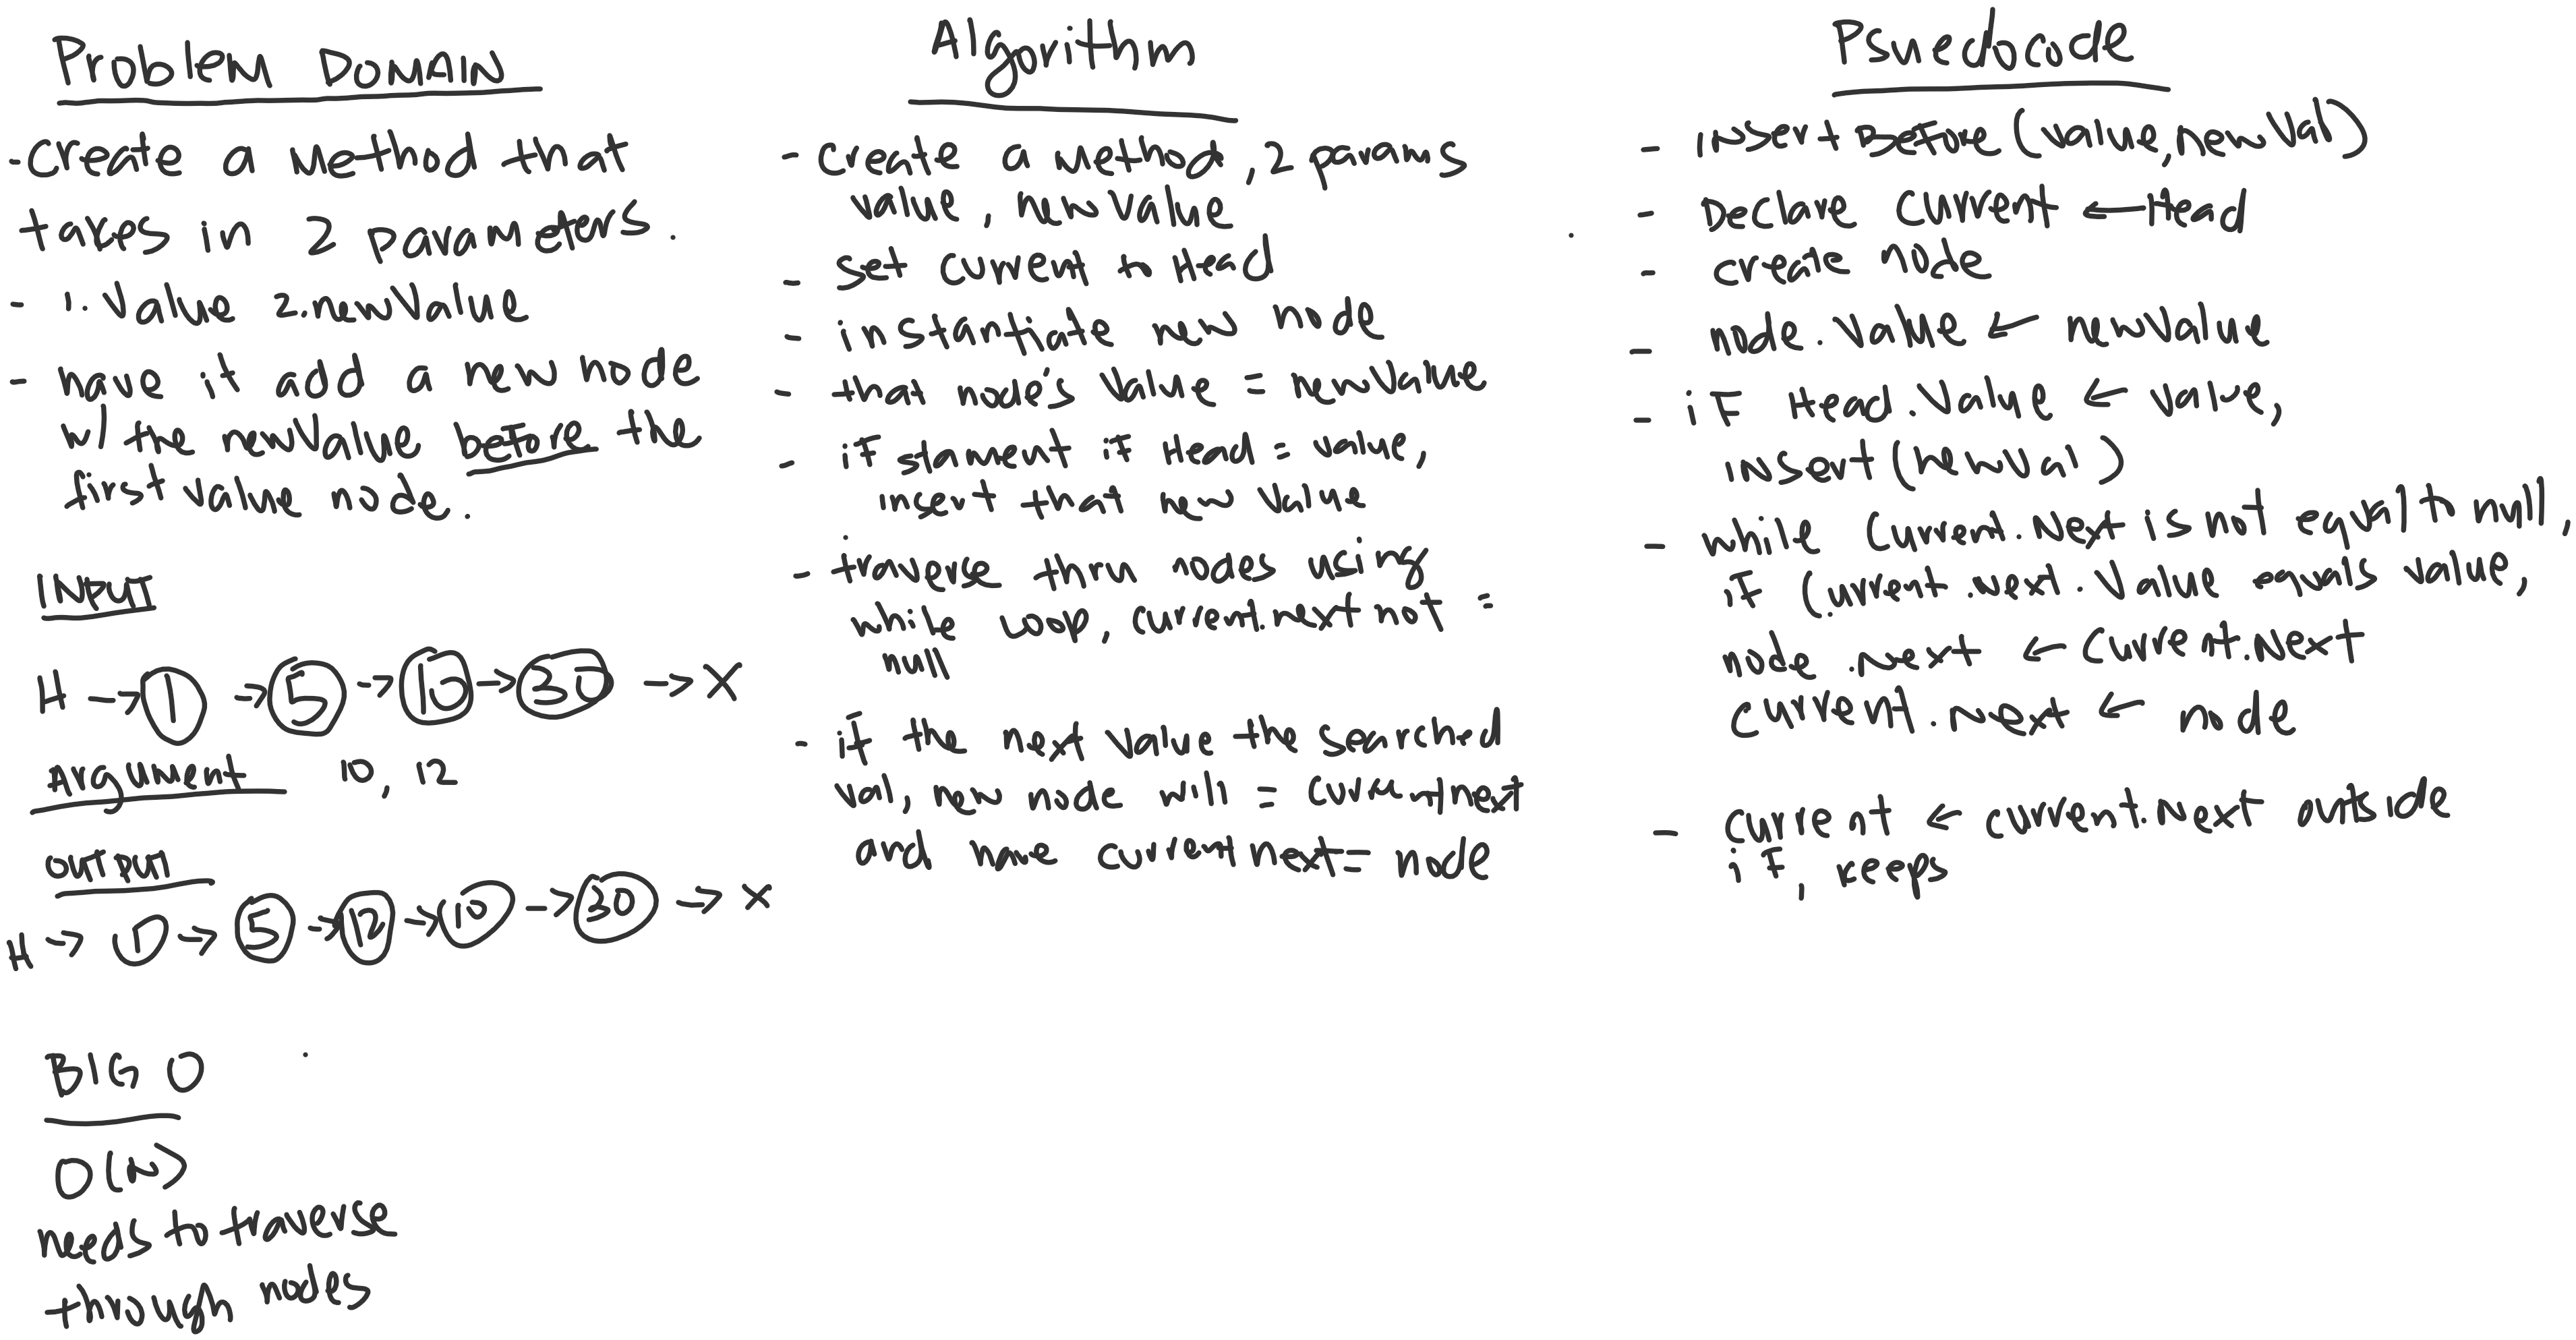 Problem DOMAIN
- Create a Method that
takes in 2 parameters.
- 1. Value 2. newValue
- have it add a new node
w/ the newValue before the
first value node.
INPUT
H → 1 → 5 → 10 → 30 → X
Argument 10, 12
OUTPUT
H → 1 → 5 → 12 → 10 → 30 → X
BIG O
O(N)
needs to traverse
through nodes
Algorithm
- Create a Method, 2 params
value, newValue
- Set current to Head
- instantiate new node
- that node's Value = newValue
- if stament if Head = value,
insert that new Value
- traverse thru nodes using
while loop, current.next not =
null
- if the next Value the searched
val, new node will = current next
and have current next = node
Psuedocode
- insertBefore(value, newVal)
- Declare Current ← Head
- create node
- node.Value ← newValue
- if Head.Value ← Value,
insert(newVal)
- while Current.Next is not equal to null,
if Current.next.Value equals value,
node.Next ← Current.Next
Current.Next ← node
- Current ← current.Next outside
if, keeps